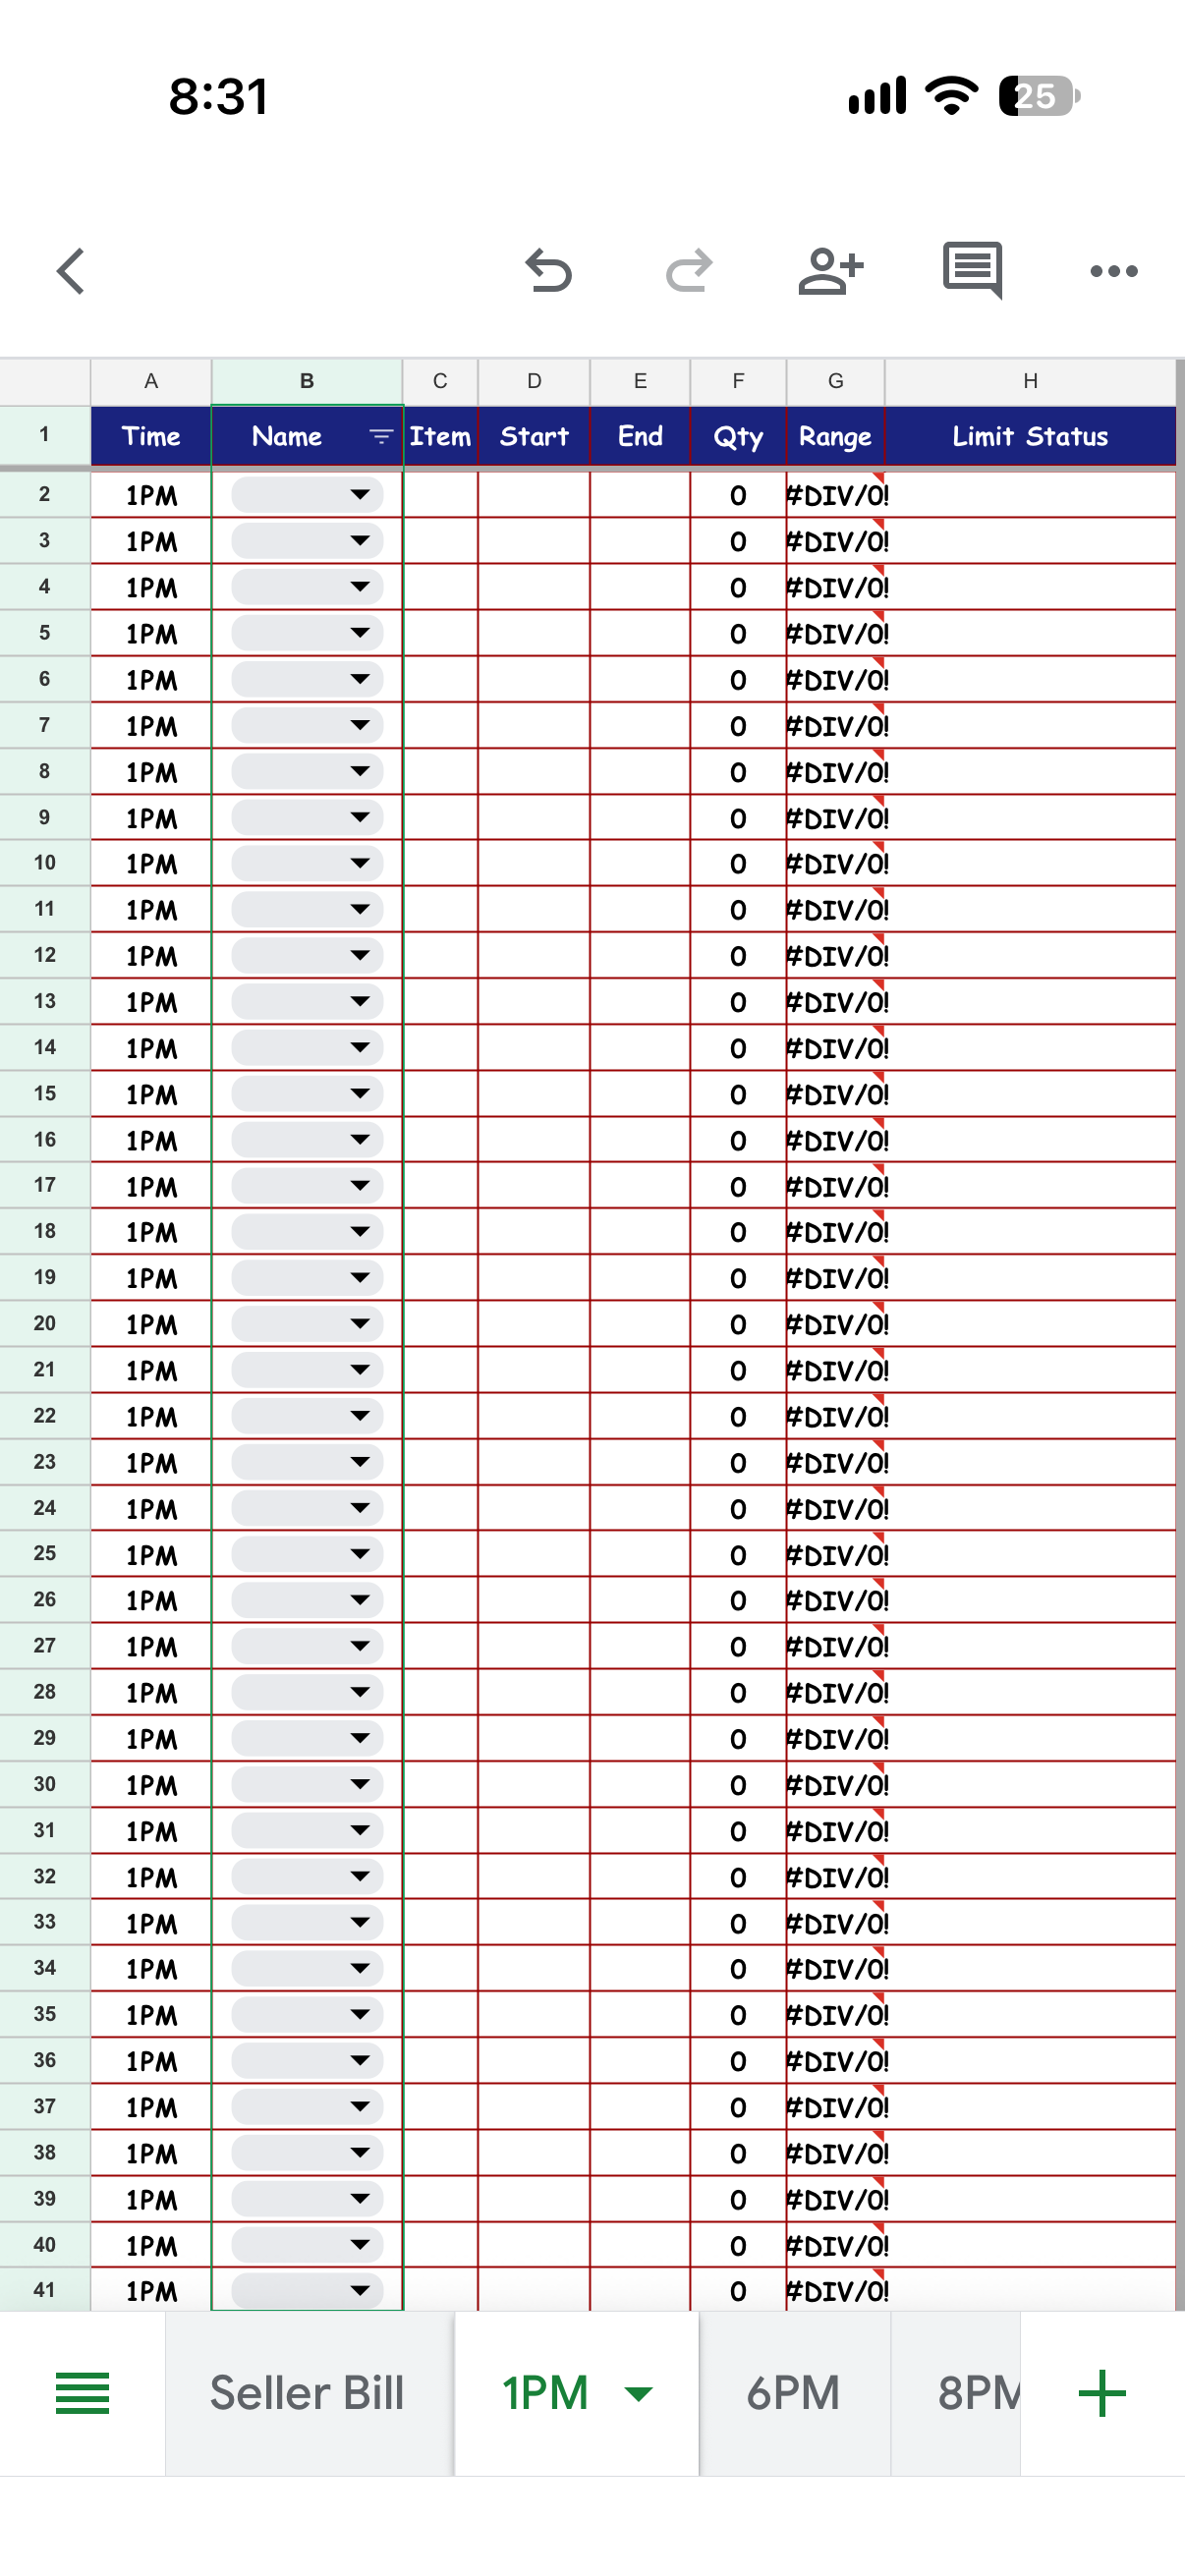 8:31
25
A B C D E F G H
1 Time Name Item Start End Qty Range Limit Status
2 1PM 0 #DIV/0!
3 1PM 0 #DIV/0!
4 1PM 0 #DIV/0!
5 1PM 0 #DIV/0!
6 1PM 0 #DIV/0!
7 1PM 0 #DIV/0!
8 1PM 0 #DIV/0!
9 1PM 0 #DIV/0!
10 1PM 0 #DIV/0!
11 1PM 0 #DIV/0!
12 1PM 0 #DIV/0!
13 1PM 0 #DIV/0!
14 1PM 0 #DIV/0!
15 1PM 0 #DIV/0!
16 1PM 0 #DIV/0!
17 1PM 0 #DIV/0!
18 1PM 0 #DIV/0!
19 1PM 0 #DIV/0!
20 1PM 0 #DIV/0!
21 1PM 0 #DIV/0!
22 1PM 0 #DIV/0!
23 1PM 0 #DIV/0!
24 1PM 0 #DIV/0!
25 1PM 0 #DIV/0!
26 1PM 0 #DIV/0!
27 1PM 0 #DIV/0!
28 1PM 0 #DIV/0!
29 1PM 0 #DIV/0!
30 1PM 0 #DIV/0!
31 1PM 0 #DIV/0!
32 1PM 0 #DIV/0!
33 1PM 0 #DIV/0!
34 1PM 0 #DIV/0!
35 1PM 0 #DIV/0!
36 1PM 0 #DIV/0!
37 1PM 0 #DIV/0!
38 1PM 0 #DIV/0!
39 1PM 0 #DIV/0!
40 1PM 0 #DIV/0!
41 1PM 0 #DIV/0!
Seller Bill 1PM 6PM 8PM